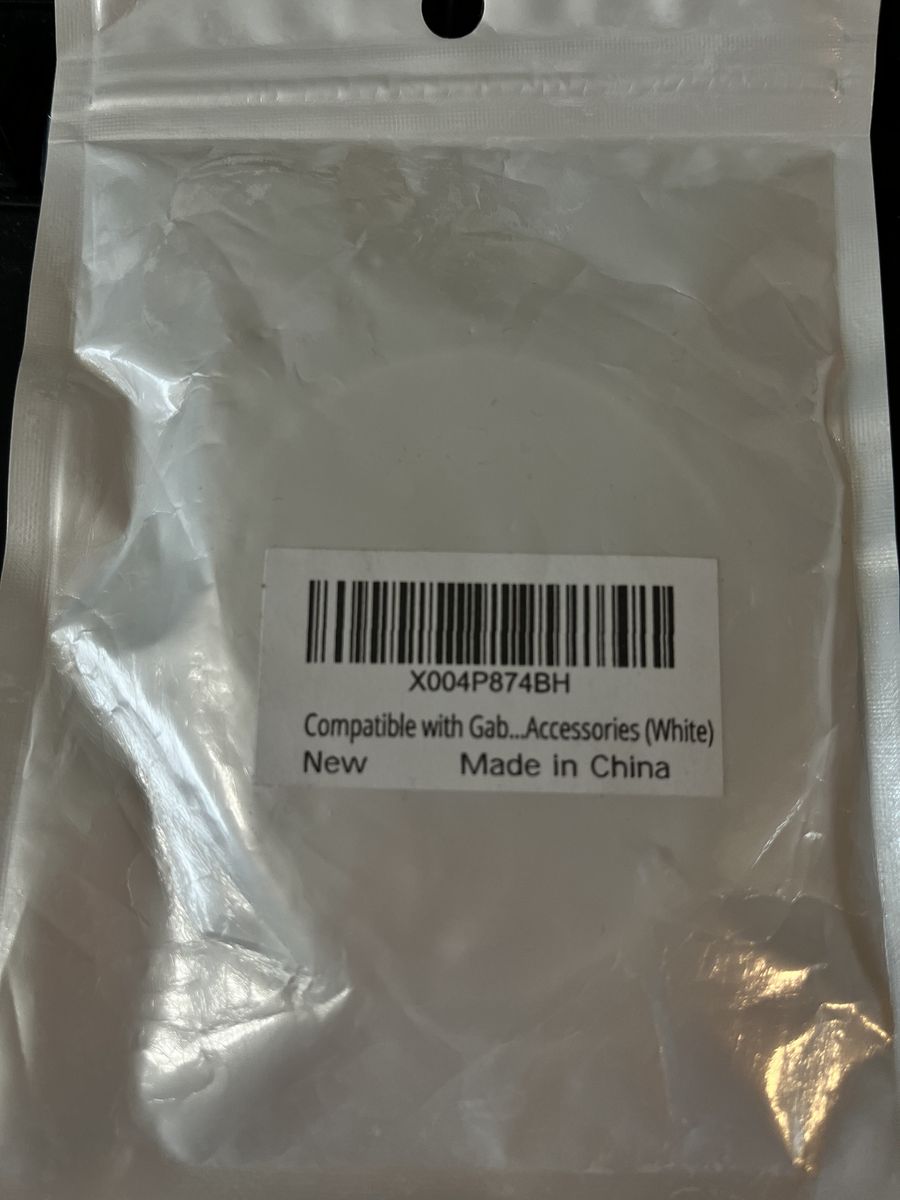 X004P874BH
Compatible with Gab...Accessories (White)
New Made in China